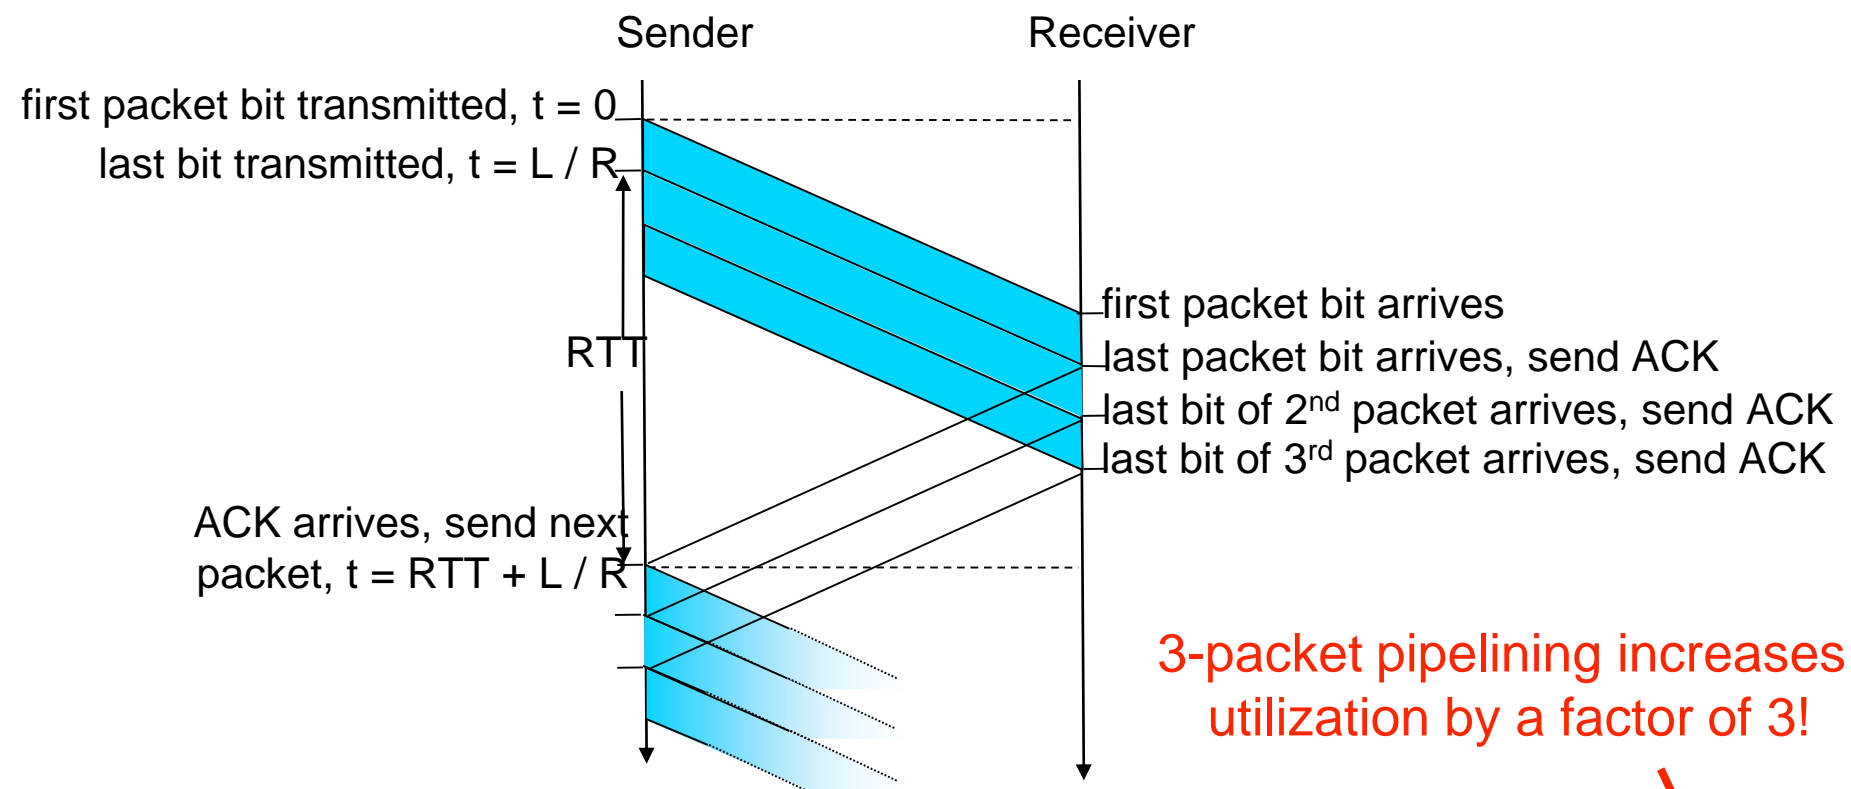 Sender
Receiver
first packet bit transmitted, t = 0
last bit transmitted, t = L / R
first packet bit arrives
RTT
last packet bit arrives, send ACK
last bit of 2nd packet arrives, send ACK
last bit of 3rd packet arrives, send ACK
ACK arrives, send next
packet, t = RTT + L / R
3-packet pipelining increases
utilization by a factor of 3!